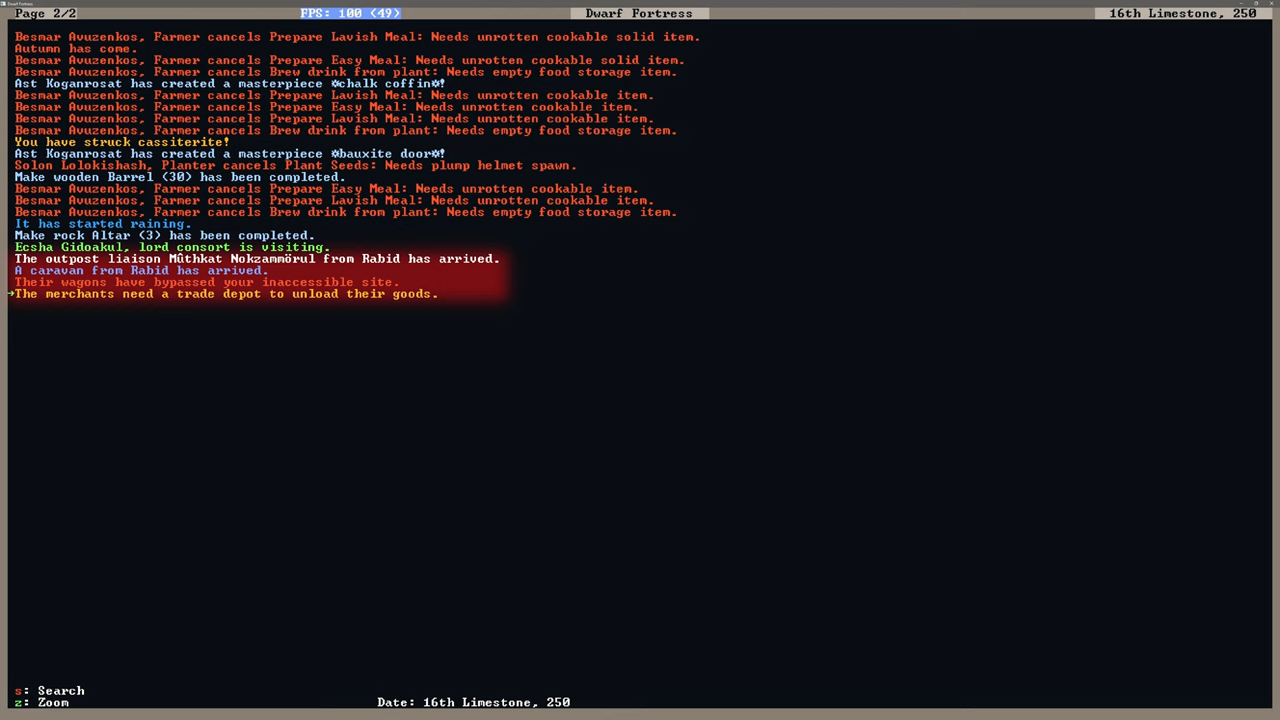 Dwarf Fortress
Page 2/2 FPS: 100 (49) Dwarf Fortress 16th Limestone, 250
Besmar Avuzenkos, Farmer cancels Prepare Lavish Meal: Needs unrotten cookable solid item.
Autumn has come.
Besmar Avuzenkos, Farmer cancels Prepare Easy Meal: Needs unrotten cookable solid item.
Besmar Avuzenkos, Farmer cancels Brew drink from plant: Needs empty food storage item.
Ast Koganrosat has created a masterpiece ☼chalk coffin☼!
Besmar Avuzenkos, Farmer cancels Prepare Lavish Meal: Needs unrotten cookable item.
Besmar Avuzenkos, Farmer cancels Prepare Easy Meal: Needs unrotten cookable item.
Besmar Avuzenkos, Farmer cancels Prepare Lavish Meal: Needs unrotten cookable item.
Besmar Avuzenkos, Farmer cancels Brew drink from plant: Needs empty food storage item.
You have struck cassiterite!
Ast Koganrosat has created a masterpiece ☼bauxite door☼!
Solon Lolokishash, Planter cancels Plant Seeds: Needs plump helmet spawn.
Make wooden Barrel (30) has been completed.
Besmar Avuzenkos, Farmer cancels Prepare Easy Meal: Needs unrotten cookable item.
Besmar Avuzenkos, Farmer cancels Prepare Lavish Meal: Needs unrotten cookable item.
Besmar Avuzenkos, Farmer cancels Brew drink from plant: Needs empty food storage item.
It has started raining.
Make rock Altar (3) has been completed.
Ecsha Gidoakul, lord consort is visiting.
The outpost liaison Mûthkat Nokzammörul from Rabid has arrived.
A caravan from Rabid has arrived.
Their wagons have bypassed your inaccessible site.
→The merchants need a trade depot to unload their goods.
s: Search
z: Zoom Date: 16th Limestone, 250